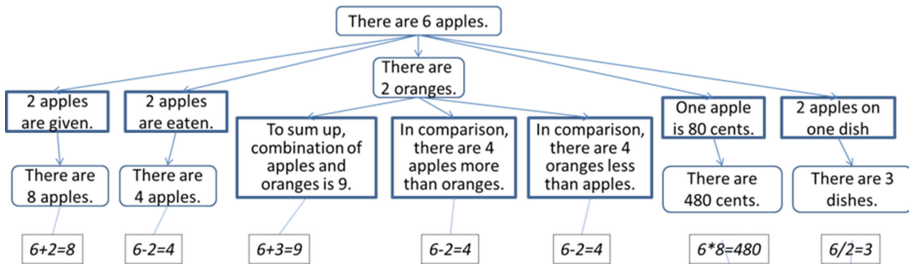 There are 6 apples.
There are
2 oranges.
2 apples
are given.
2 apples
are eaten.
To sum up,
combination of
apples and
oranges is 9.
In comparison,
there are 4
apples more
than oranges.
In comparison,
there are 4
oranges less
than apples.
One apple
is 80 cents.
2 apples on
one dish
There are
8 apples.
There are
4 apples.
There are
480 cents.
There are 3
dishes.
6+2=8
6-2=4
6+3=9
6-2=4
6-2=4
6*8=480
6/2=3